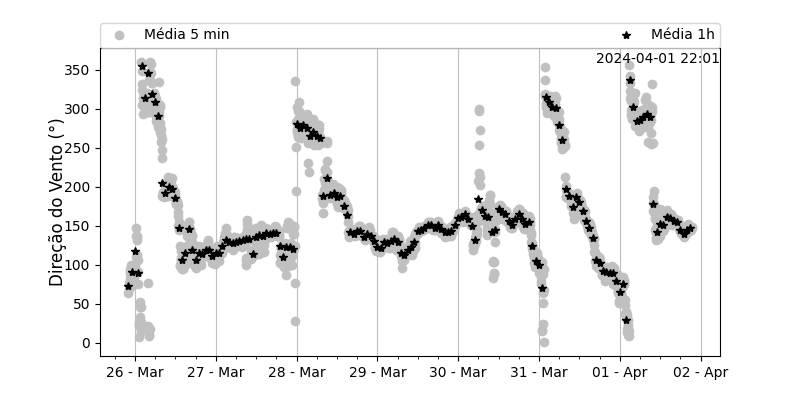 Média 5 min
Média 1h
2024-04-01 22:01
Direção do Vento (°)
350
300
250
200
150
100
50
0
26 - Mar
27 - Mar
28 - Mar
29 - Mar
30 - Mar
31 - Mar
01 - Apr
02 - Apr